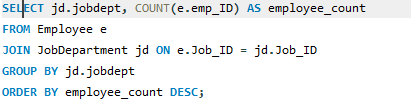 SELECT jd.jobdept, COUNT(e.emp_ID) AS employee_count
FROM Employee e
JOIN JobDepartment jd ON e.Job_ID = jd.Job_ID
GROUP BY jd.jobdept
ORDER BY employee_count DESC;